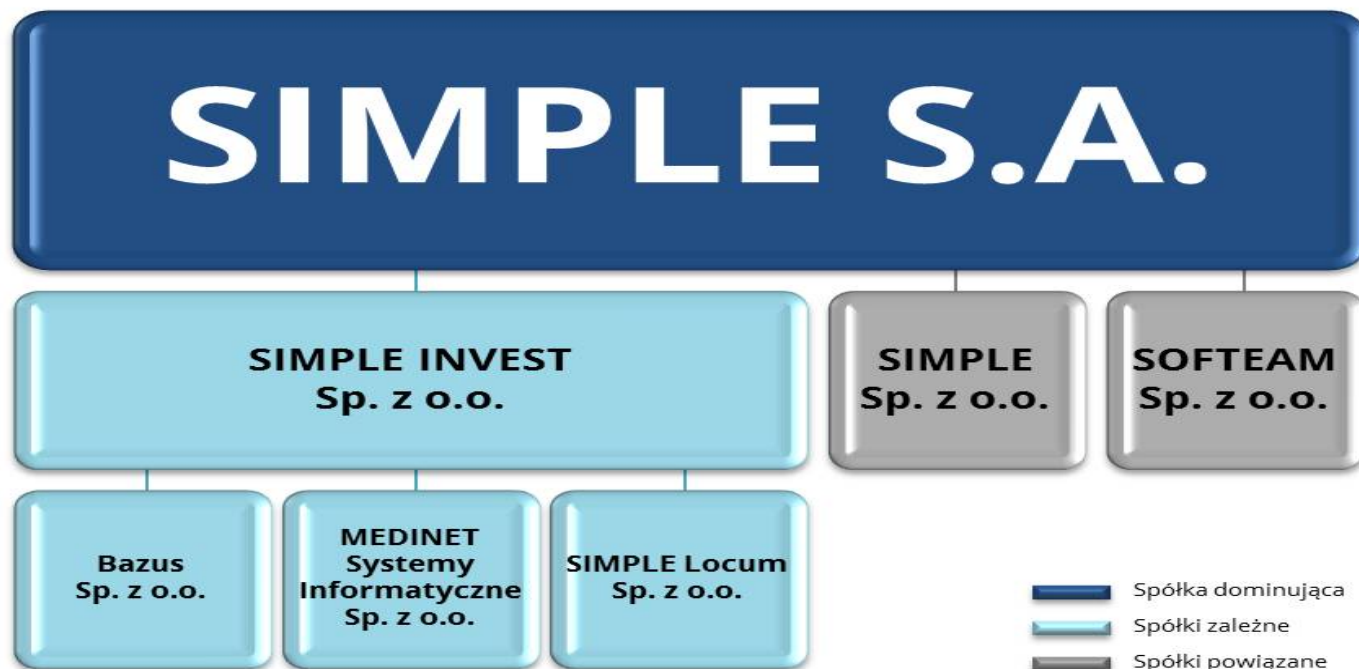 SIMPLE S.A.
SIMPLE INVEST
Sp. z o.o.
SIMPLE
Sp. z o.o.
SOFTEAM
Sp. z o.o.
Bazus
Sp. z o.o.
MEDINET
Systemy
Informatyczne
Sp. z o.o.
SIMPLE Locum
Sp. z o.o.
Spółka dominująca
Spółki zależne
Spółki powiązane